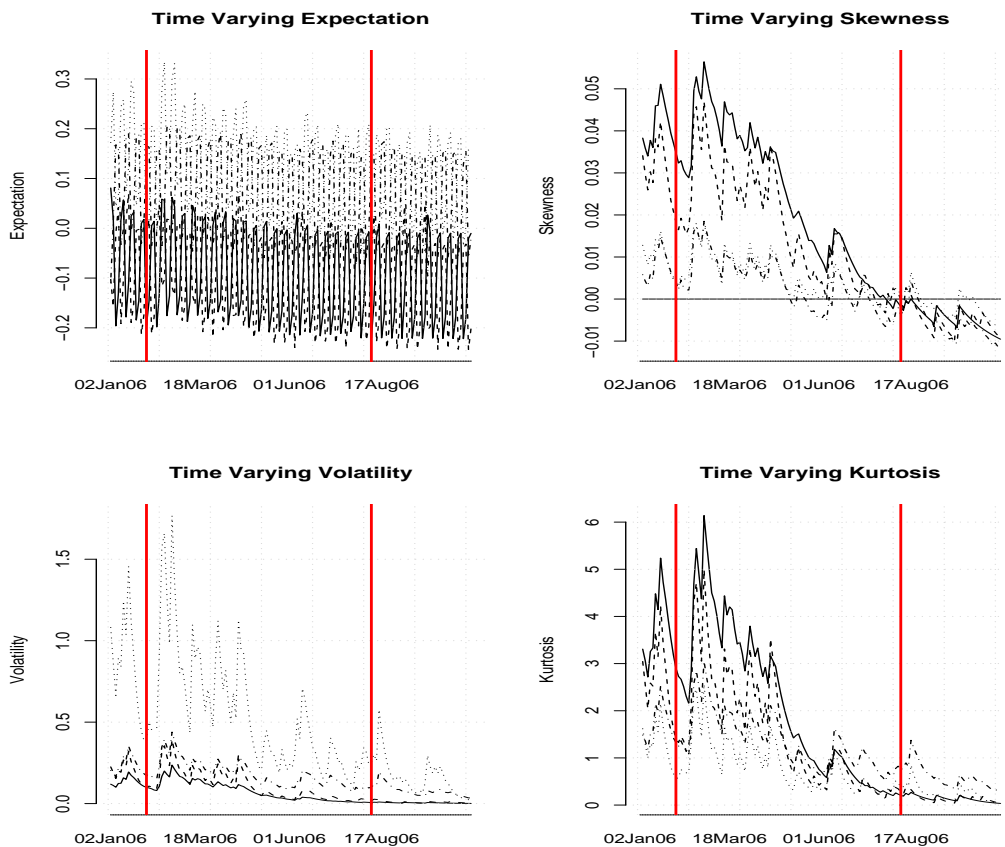 Time Varying Expectation
Expectation
0.3
0.2
0.1
0.0
-0.1
-0.2
02Jan06 18Mar06 01Jun06 17Aug06
Time Varying Skewness
Skewness
0.05
0.04
0.03
0.02
0.01
0.00
-0.01
02Jan06 18Mar06 01Jun06 17Aug06
Time Varying Volatility
Volatility
1.5
1.0
0.5
0.0
02Jan06 18Mar06 01Jun06 17Aug06
Time Varying Kurtosis
Kurtosis
6
5
4
3
2
1
0
02Jan06 18Mar06 01Jun06 17Aug06